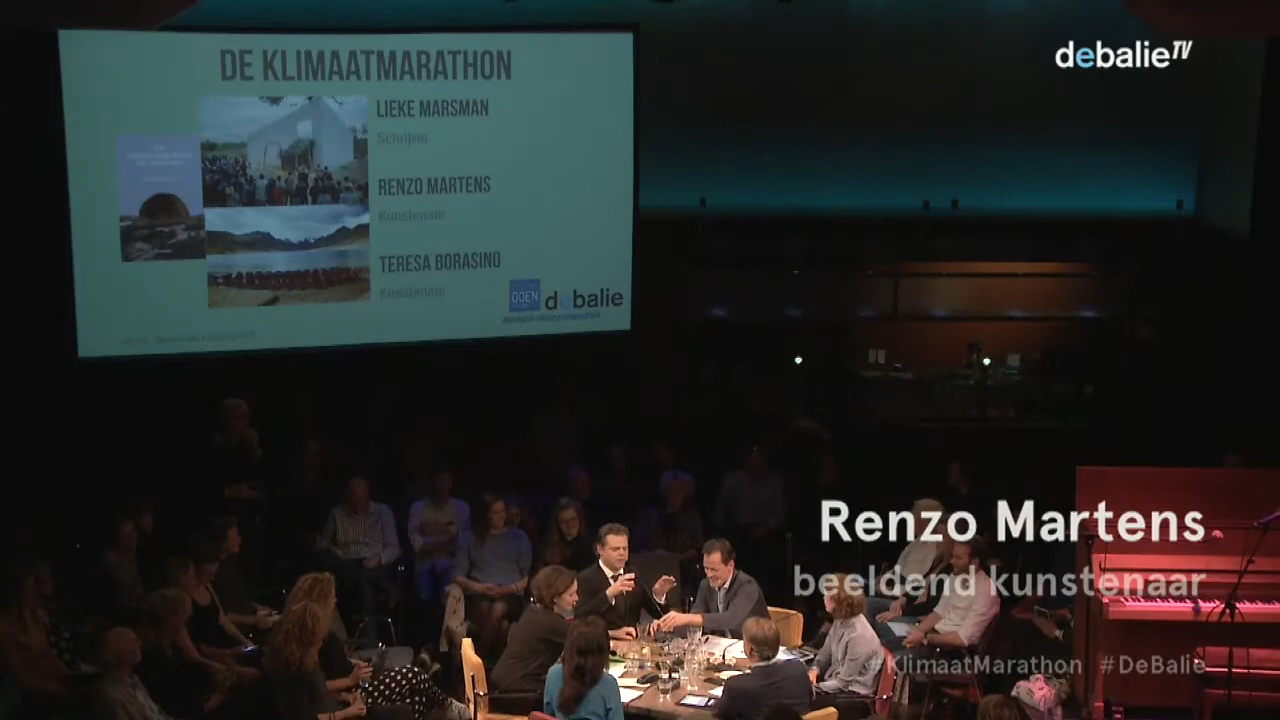 DE KLIMAATMARATHON
debalieTV
LIEKE MARSMAN
Schrijver
RENZO MARTENS
Kunstenaar
TERESA BORASINO
Kunstenaar
DOEN
debalie
Renzo Martens
beeldend kunstenaar
#KlimaatMarathon #DeBalie